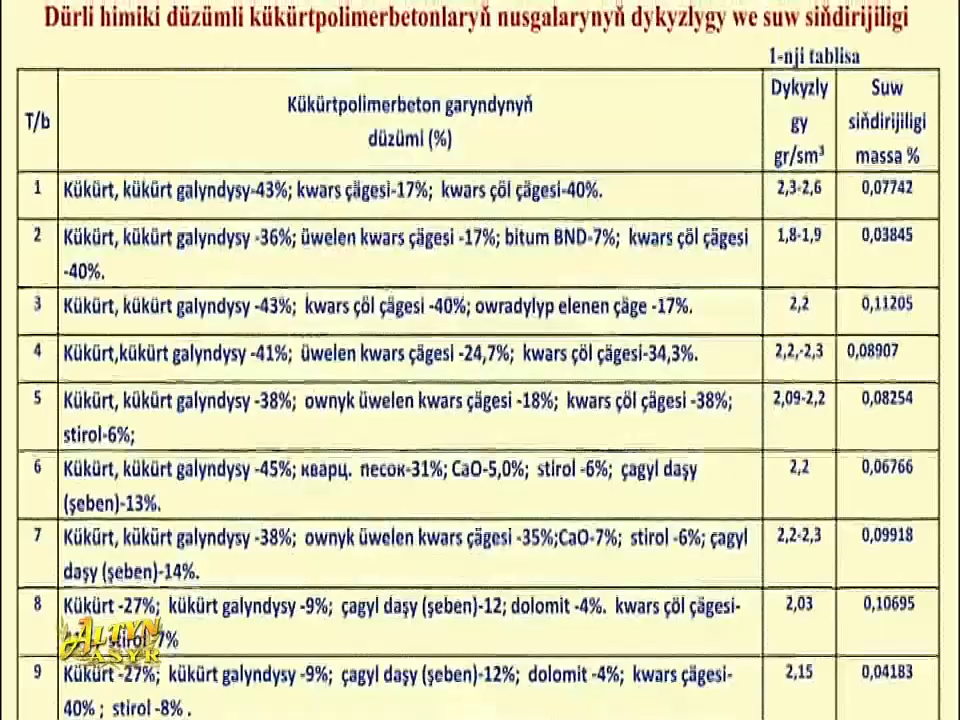 Dürli himiki düzümli kükürtpolimerbetonlaryň nusgalarynyň dykyzlygy we suw siňdirijiligi
1-nji tablisa
T/b
Kükürtpolimerbeton garyndynyň
düzümi (%)
Dykyzly
gy
gr/sm³
Suw
siňdirijiligi
massa %
1 Kükürt, kükürt galyndysy-43%; kwars çägesi-17%; kwars çöl çägesi-40%. 2,3-2,6 0,07742
2 Kükürt, kükürt galyndysy -36%; üwelen kwars çägesi -17%; bitum BND-7%; kwars çöl çägesi 1,8-1,9 0,03845
-40%.
3 Kükürt, kükürt galyndysy -43%; kwars çöl çägesi -40%; owradylyp elenen çäge -17%. 2,2 0,11205
4 Kükürt,kükürt galyndysy -41%; üwelen kwars çägesi -24,7%; kwars çöl çägesi-34,3%. 2,2,-2,3 0,08907
5 Kükürt, kükürt galyndysy -38%; ownyk üwelen kwars çägesi -18%; kwars çöl çägesi -38%; 2,09-2,2 0,08254
stirol-6%;
6 Kükürt, kükürt galyndysy -45%; кварц. песок-31%; CaO-5,0%; stirol -6%; çagyl daşy 2,2 0,06766
(şeben)-13%.
7 Kükürt, kükürt galyndysy -38%; ownyk üwelen kwars çägesi -35%;CaO-7%; stirol -6%; çagyl 2,2-2,3 0,09918
daşy (şeben)-14%.
8 Kükürt -27%; kükürt galyndysy -9%; çagyl daşy (şeben)-12; dolomit -4%. kwars çöl çägesi- 2,03 0,10695
stirol-7%
ALTYN
ASYR
9 Kükürt -27%; kükürt galyndysy -9%; çagyl daşy (şeben)-12%; dolomit -4%; kwars çägesi- 2,15 0,04183
40% ; stirol -8% .